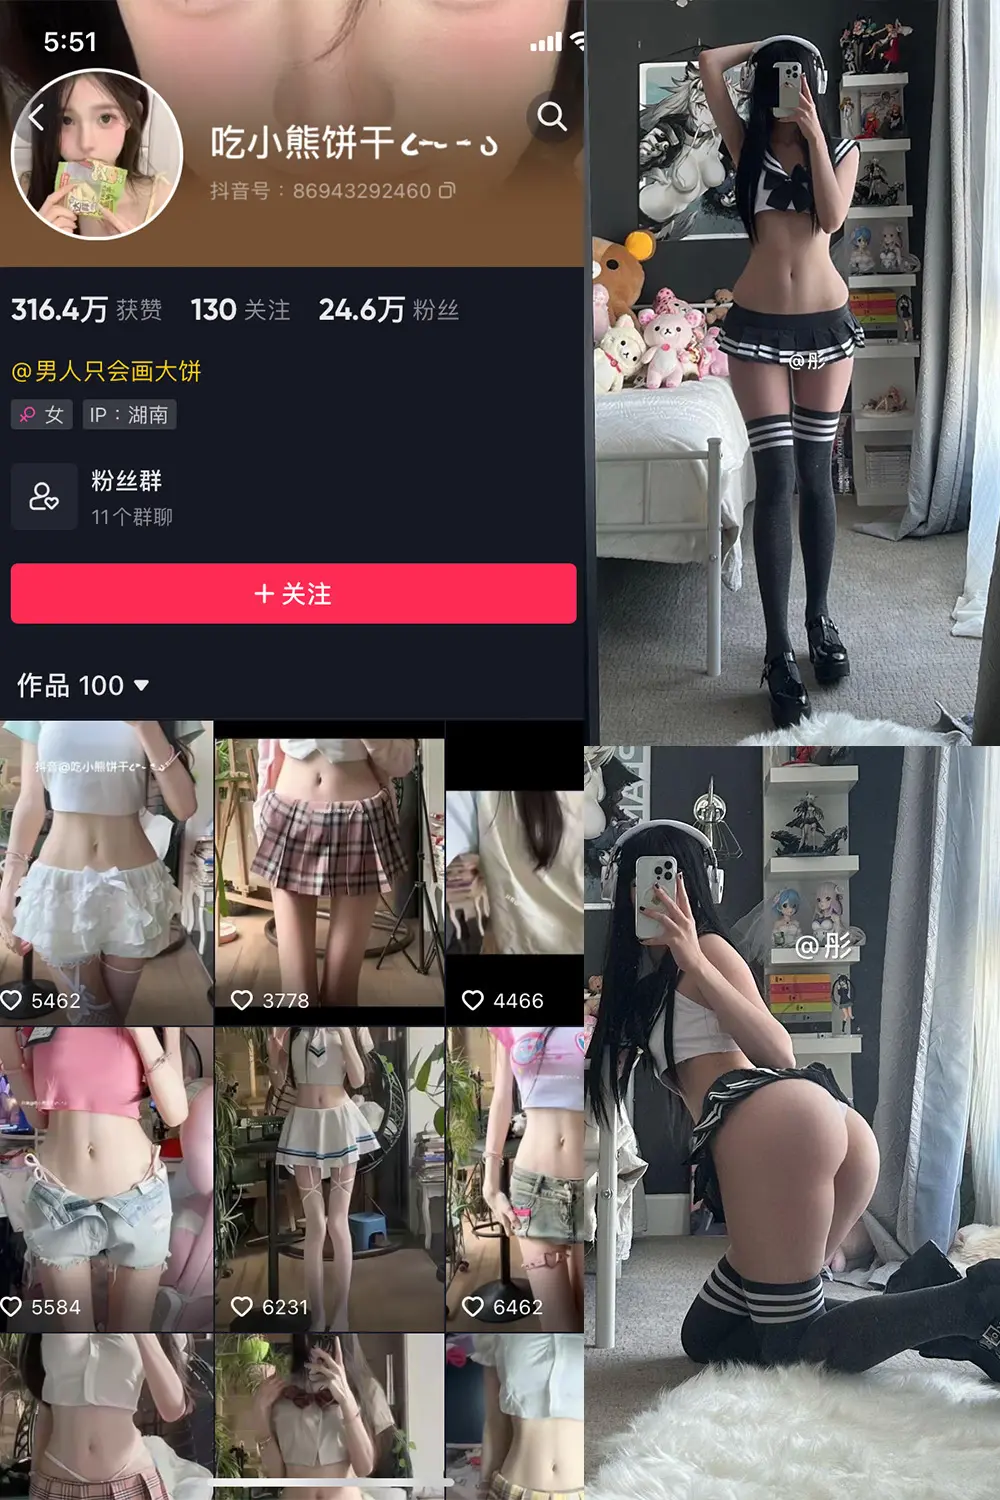 5:51
吃小熊饼干
抖音号：86943292460
316.4万 获赞 130 关注 24.6万 粉丝
@男人只会画大饼
女 IP：湖南
粉丝群
11个群聊
+ 关注
作品 100
抖音@吃小熊饼干
5462
3778
4466
5584
6231
6462
@彤
@彤